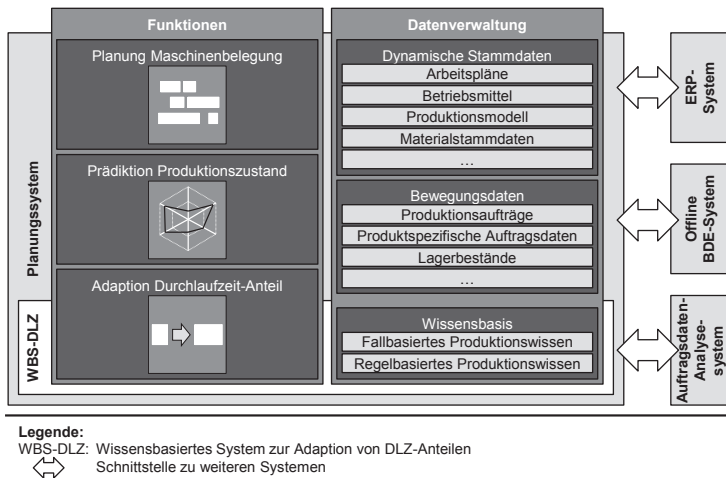 Funktionen
Planung Maschinenbelegung
Prädiktion Produktionszustand
Adaption Durchlaufzeit-Anteil
Datenverwaltung
Dynamische Stammdaten
Arbeitspläne
Betriebsmittel
Produktionsmodell
Materialstammdaten
...
Bewegungsdaten
Produktionsaufträge
Produktspezifische Auftragsdaten
Lagerbestände
...
Wissensbasis
Fallbasiertes Produktionswissen
Regelbasiertes Produktionswissen
Planungssystem
WBS-DLZ
ERP-
System
Offline
BDE-System
Auftragsdaten-
Analyse-
system
Legende:
WBS-DLZ: Wissensbasiertes System zur Adaption von DLZ-Anteilen
Schnittstelle zu weiteren Systemen